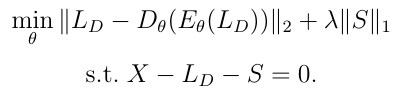 min_θ ‖L_D − D_θ(E_θ(L_D))‖_2 + λ‖S‖_1
s.t. X − L_D − S = 0.